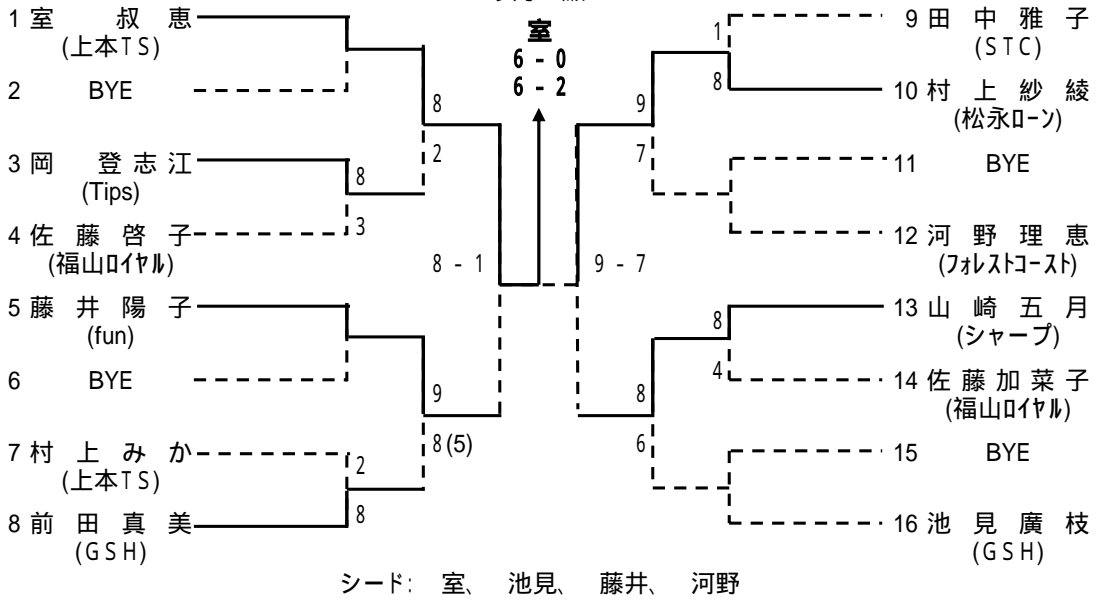 室
6 - 0
6 - 2
1 室 叔 恵
(上本TS)
2 BYE
3 岡 登 志 江
(Tips)
4 佐 藤 啓 子
(福山ロイヤル)
5 藤 井 陽 子
(fun)
6 BYE
7 村 上 み か
(上本TS)
8 前 田 真 美
(GSH)
8
3
2
8
8
2
9
8(5)
8 - 1
9 - 7
9
7
8
6
1
8
8
4
9 田 中 雅 子
(STC)
10 村 上 紗 綾
(松永ローン)
11 BYE
12 河 野 理 恵
(フォレストコースト)
13 山 崎 五 月
(シャープ)
14 佐 藤 加 菜 子
(福山ロイヤル)
15 BYE
16 池 見 廣 枝
(GSH)
シード: 室、 池見、 藤井、 河野